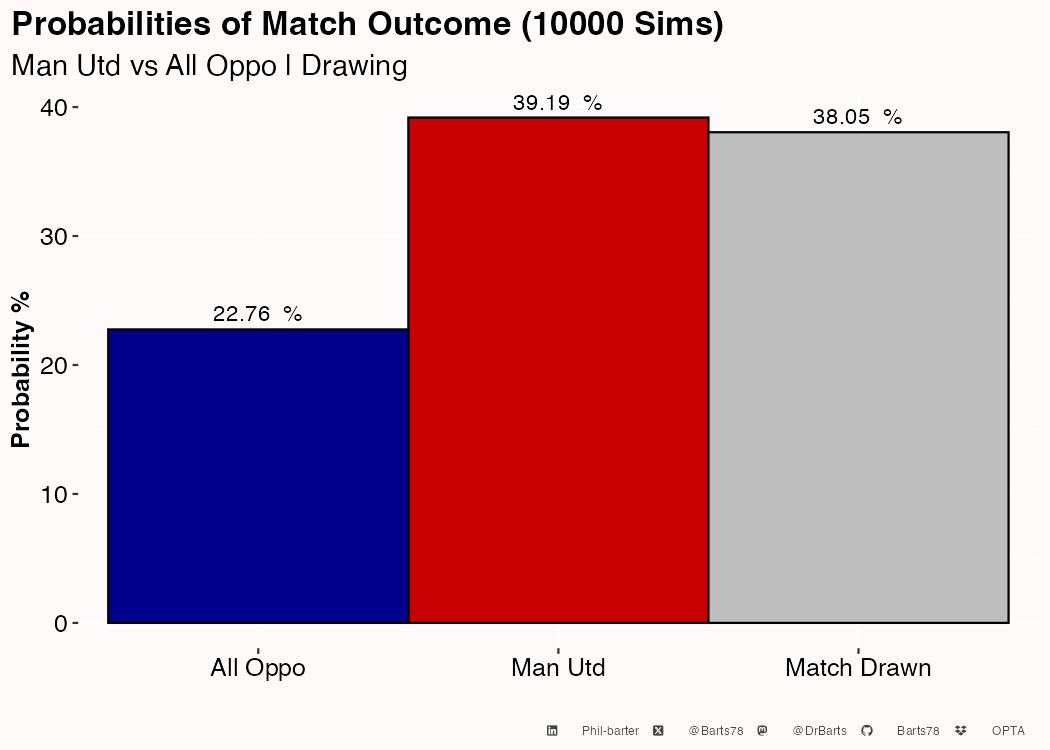 Probabilities of Match Outcome (10000 Sims)
Man Utd vs All Oppo | Drawing
40
39.19 %
38.05 %
30
22.76 %
20
10
0
Probability %
All Oppo
Man Utd
Match Drawn
Phil-barter @Barts78 @DrBarts Barts78 OPTA